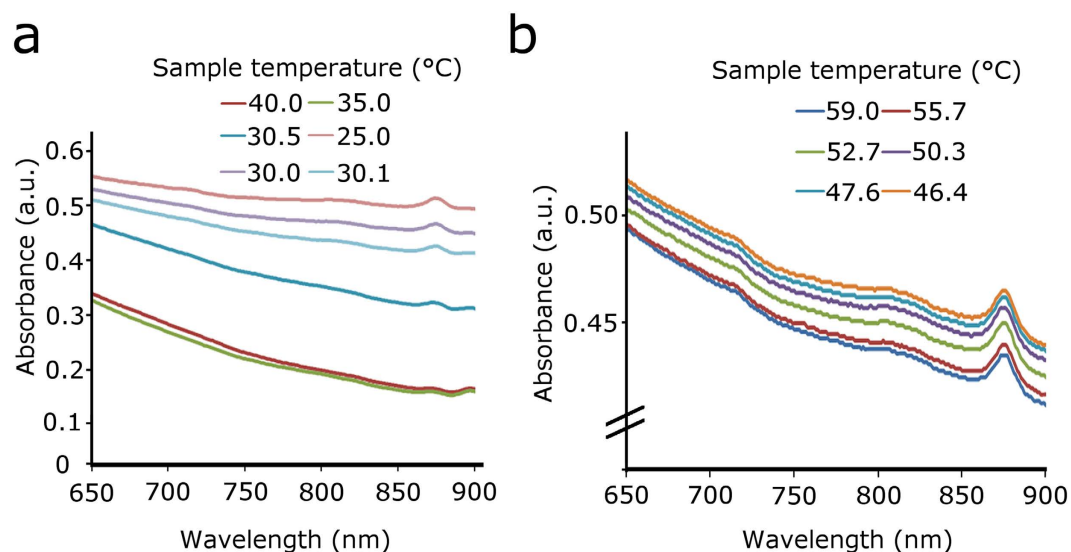 a
Sample temperature (°C)
40.0 35.0
30.5 25.0
30.0 30.1
Absorbance (a.u.)
0.6
0.5
0.4
0.3
0.2
0.1
0
650 700 750 800 850 900
Wavelength (nm)
b
Sample temperature (°C)
59.0 55.7
52.7 50.3
47.6 46.4
Absorbance (a.u.)
0.50
0.45
650 700 750 800 850 900
Wavelength (nm)